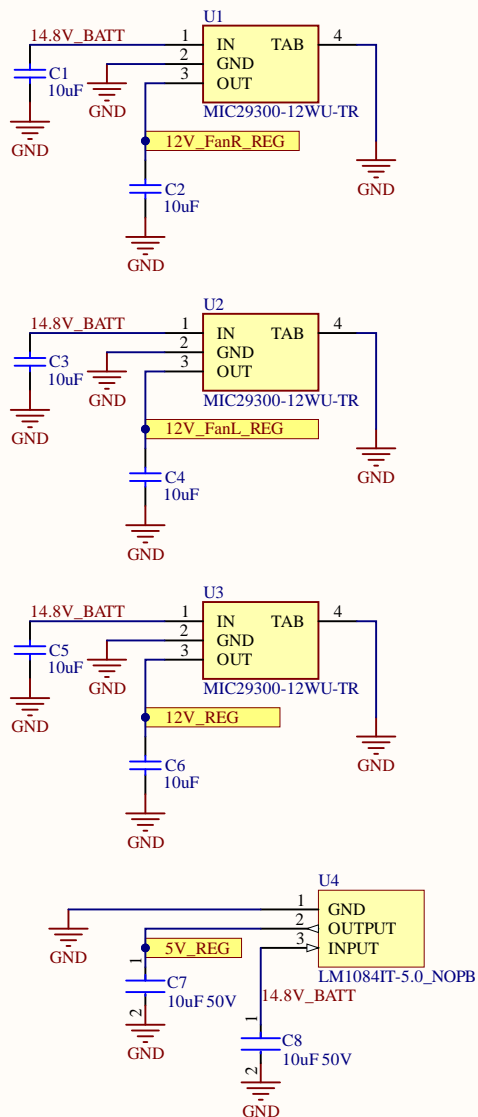 U1
14.8V_BATT
1 IN TAB 4
2 GND
3 OUT
C1
10uF
GND
GND
MIC29300-12WU-TR
12V_FanR_REG
GND
C2
10uF
GND
U2
14.8V_BATT
1 IN TAB 4
2 GND
3 OUT
C3
10uF
GND
GND
MIC29300-12WU-TR
12V_FanL_REG
GND
C4
10uF
GND
U3
14.8V_BATT
1 IN TAB 4
2 GND
3 OUT
C5
10uF
GND
GND
MIC29300-12WU-TR
12V_REG
GND
C6
10uF
GND
U4
1 GND
2 OUTPUT
3 INPUT
GND
5V_REG
LM1084IT-5.0_NOPB
1
C7
10uF 50V
2
GND
14.8V_BATT
1
C8
10uF 50V
2
GND